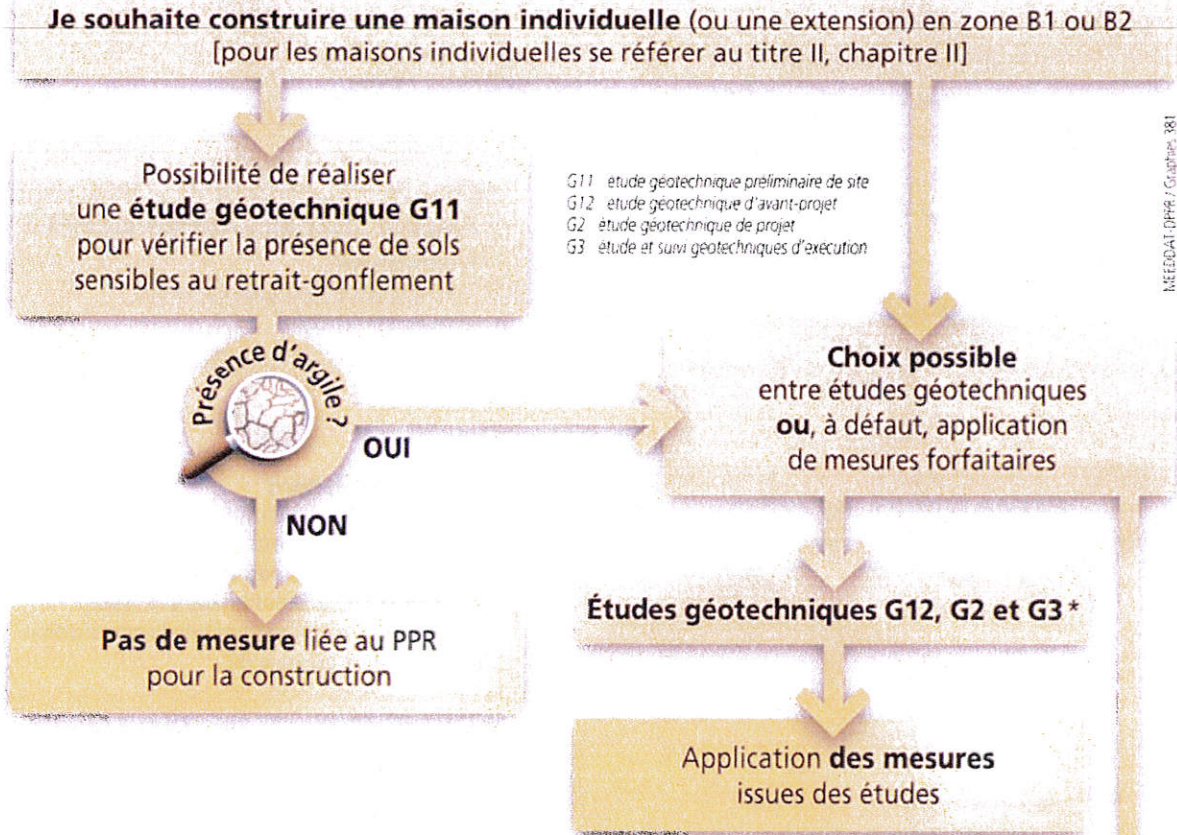 Je souhaite construire une maison individuelle (ou une extension) en zone B1 ou B2
[pour les maisons individuelles se référer au titre II, chapitre II]
Possibilité de réaliser
une étude géotechnique G11
pour vérifier la présence de sols
sensibles au retrait-gonflement
G11 étude géotechnique préliminaire de site
G12 étude géotechnique d'avant-projet
G2 étude géotechnique de projet
G3 étude et suivi géotechniques d'exécution
MEEDDAT-DPPR / Graphies 381
Présence d'argile ?
OUI
NON
Choix possible
entre études géotechniques
ou, à défaut, application
de mesures forfaitaires
Pas de mesure liée au PPR
pour la construction
Études géotechniques G12, G2 et G3 *
Application des mesures
issues des études